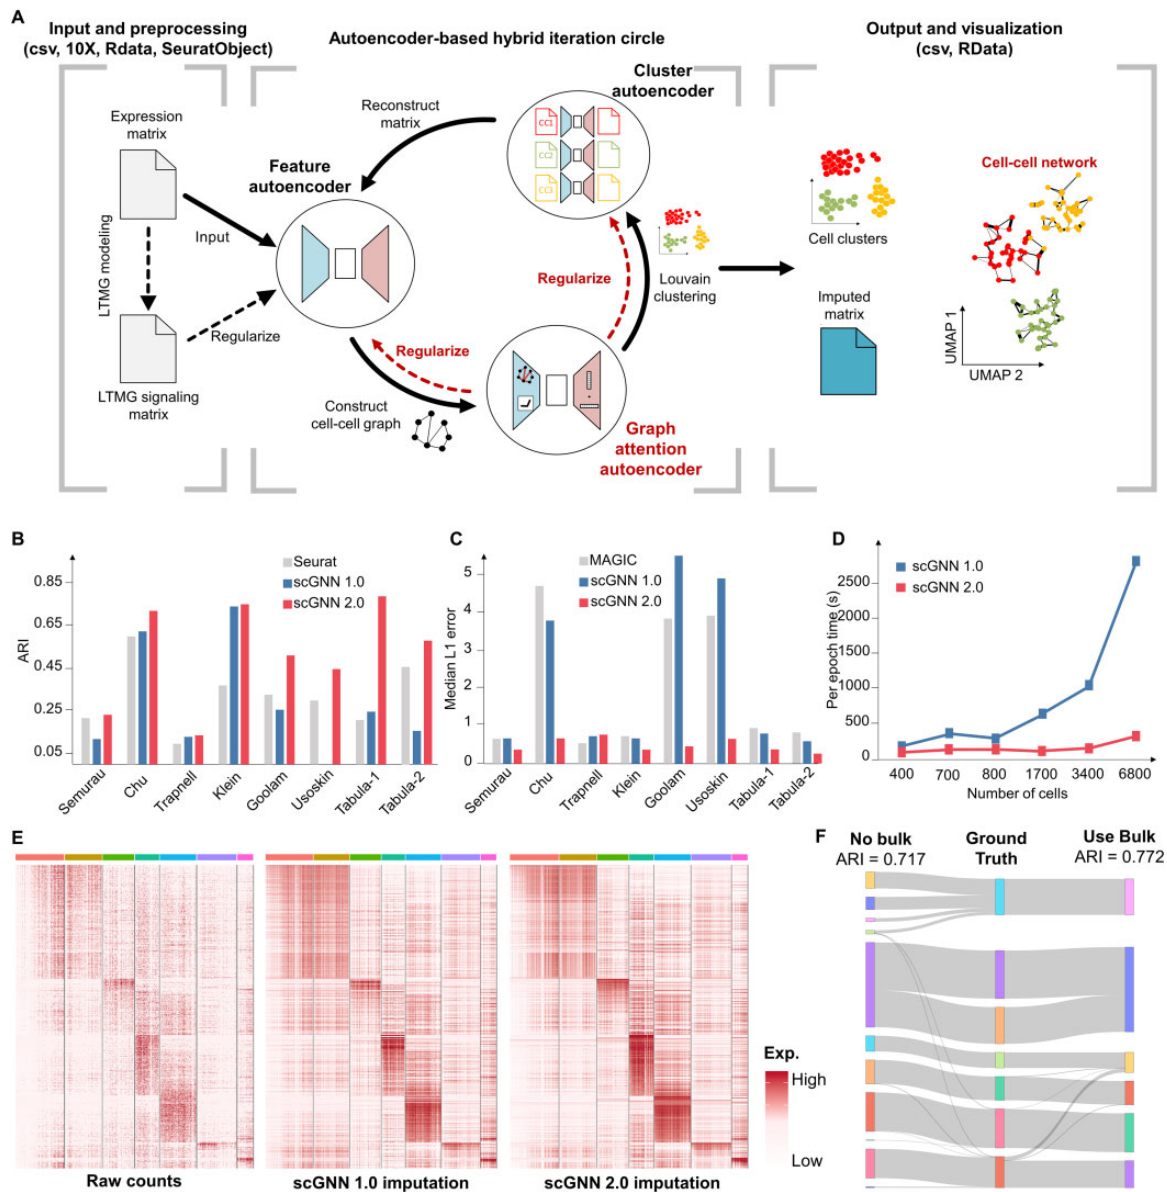 A
Input and preprocessing
(csv, 10X, Rdata, SeuratObject)
Autoencoder-based hybrid iteration circle
Output and visualization
(csv, RData)
Expression
matrix
LTMG modeling
LTMG signaling
matrix
Input
Regularize
Feature
autoencoder
Reconstruct
matrix
Cluster
autoencoder
CC1
CC2
CC3
Regularize
Louvain
clustering
Regularize
Construct
cell-cell graph
Graph
attention
autoencoder
Cell clusters
Imputed
matrix
Cell-cell network
UMAP 1
UMAP 2
B
ARI
0.85
0.65
0.45
0.25
0.05
Seurat
scGNN 1.0
scGNN 2.0
Semurau
Chu
Trapnell
Klein
Goolam
Usoskin
Tabula-1
Tabula-2
C
Median L1 error
5
4
3
2
1
0
MAGIC
scGNN 1.0
scGNN 2.0
Semurau
Chu
Trapnell
Klein
Goolam
Usoskin
Tabula-1
Tabula-2
D
Per epoch time (s)
2500
2000
1500
1000
500
0
scGNN 1.0
scGNN 2.0
400
700
800
1700
3400
6800
Number of cells
E
Raw counts
scGNN 1.0 imputation
scGNN 2.0 imputation
Exp.
High
Low
F
No bulk
ARI = 0.717
Ground
Truth
Use Bulk
ARI = 0.772